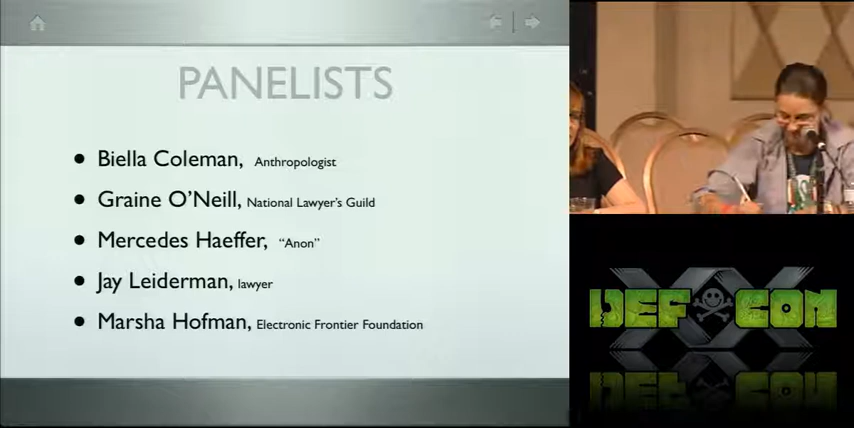 PANELISTS
• Biella Coleman, Anthropologist
• Graine O'Neill, National Lawyer's Guild
• Mercedes Haeffer, "Anon"
• Jay Leiderman, lawyer
• Marsha Hofman, Electronic Frontier Foundation
XX
DEF CON